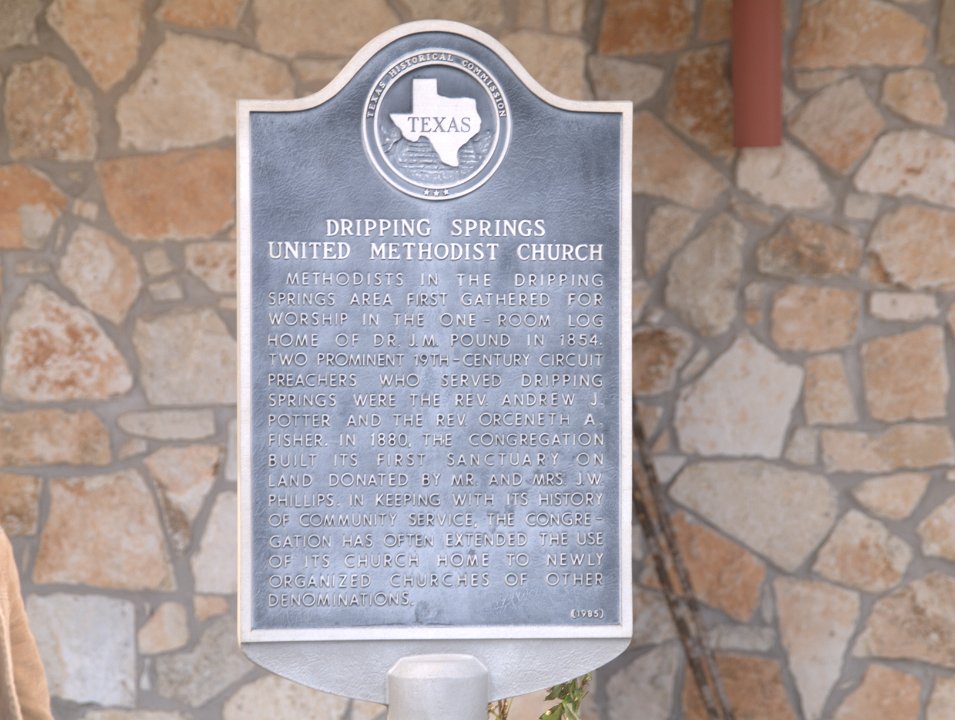 TEXAS HISTORICAL COMMISSION
TEXAS
DRIPPING SPRINGS
UNITED METHODIST CHURCH
METHODISTS IN THE DRIPPING
SPRINGS AREA FIRST GATHERED FOR
WORSHIP IN THE ONE-ROOM LOG
HOME OF DR. J.M. POUND IN 1854.
TWO PROMINENT 19TH-CENTURY CIRCUIT
PREACHERS WHO SERVED DRIPPING
SPRINGS WERE THE REV. ANDREW J.
POTTER AND THE REV. ORCENETH A.
FISHER. IN 1880, THE CONGREGATION
BUILT ITS FIRST SANCTUARY ON
LAND DONATED BY MR. AND MRS. J.W.
PHILLIPS. IN KEEPING WITH ITS HISTORY
OF COMMUNITY SERVICE, THE CONGRE-
GATION HAS OFTEN EXTENDED THE USE
OF ITS CHURCH HOME TO NEWLY
ORGANIZED CHURCHES OF OTHER
DENOMINATIONS.
(1985)